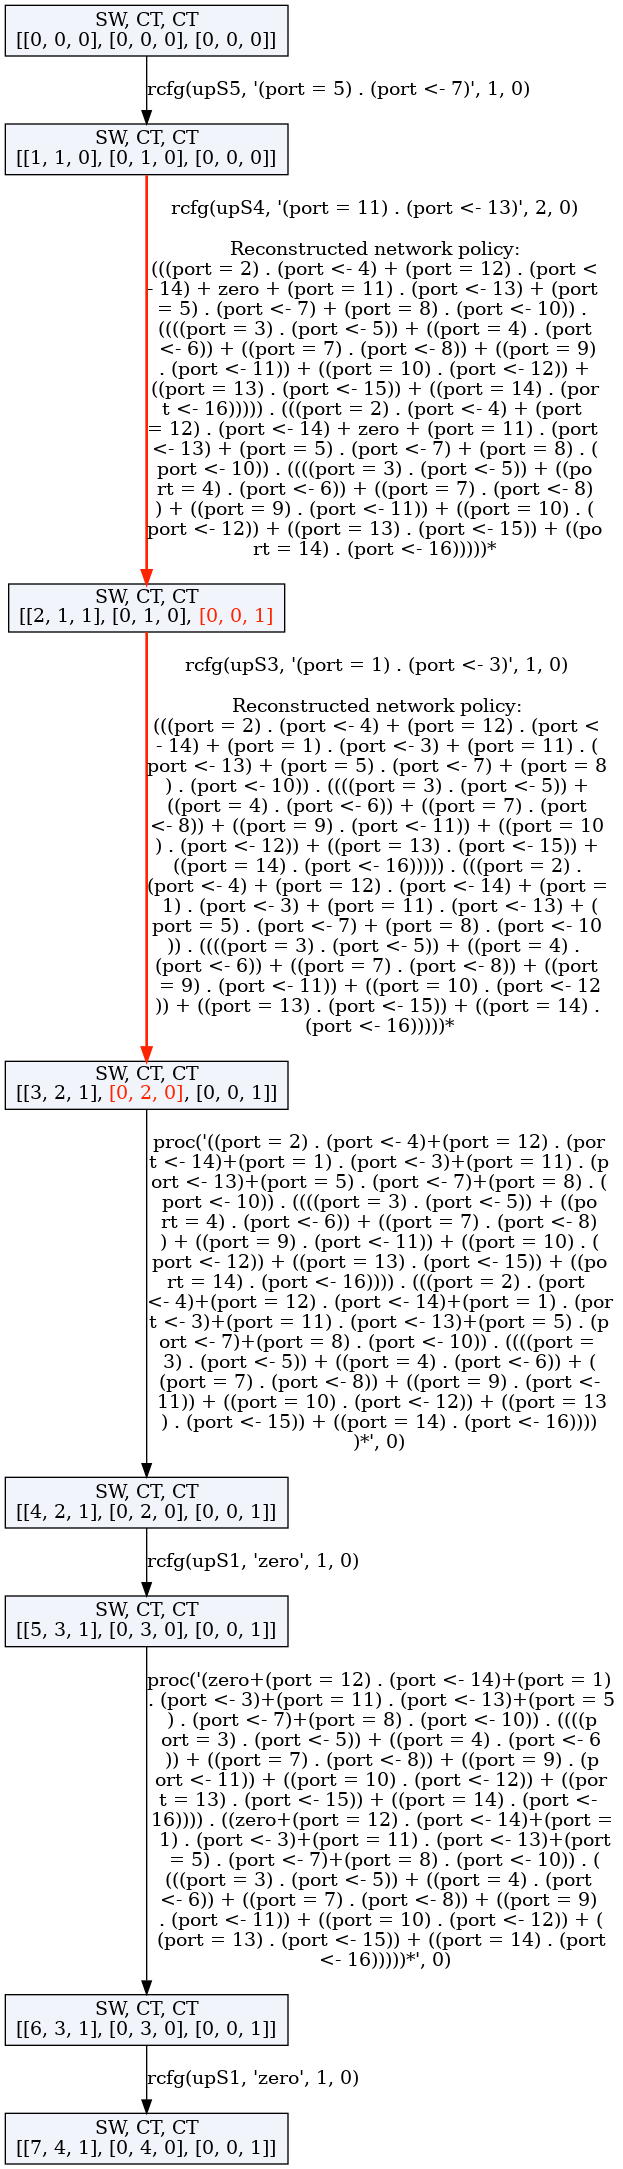 SW, CT, CT
[[0, 0, 0], [0, 0, 0], [0, 0, 0]]
rcfg(upS5, '(port = 5) . (port <- 7)', 1, 0)
SW, CT, CT
[[1, 1, 0], [0, 1, 0], [0, 0, 0]]
rcfg(upS4, '(port = 11) . (port <- 13)', 2, 0)
Reconstructed network policy:
(((port = 2) . (port <- 4) + (port = 12) . (port <
- 14) + zero + (port = 11) . (port <- 13) + (port
= 5) . (port <- 7) + (port = 8) . (port <- 10)) .
((((port = 3) . (port <- 5)) + ((port = 4) . (port
<- 6)) + ((port = 7) . (port <- 8)) + ((port = 9)
. (port <- 11)) + ((port = 10) . (port <- 12)) +
((port = 13) . (port <- 15)) + ((port = 14) . (por
t <- 16))))) . (((port = 2) . (port <- 4) + (port
= 12) . (port <- 14) + zero + (port = 11) . (port
<- 13) + (port = 5) . (port <- 7) + (port = 8) . (
port <- 10)) . ((((port = 3) . (port <- 5)) + ((po
rt = 4) . (port <- 6)) + ((port = 7) . (port <- 8)
) + ((port = 9) . (port <- 11)) + ((port = 10) . (
port <- 12)) + ((port = 13) . (port <- 15)) + ((po
rt = 14) . (port <- 16)))))*
SW, CT, CT
[[2, 1, 1], [0, 1, 0], [0, 0, 1]
rcfg(upS3, '(port = 1) . (port <- 3)', 1, 0)
Reconstructed network policy:
(((port = 2) . (port <- 4) + (port = 12) . (port <
- 14) + (port = 1) . (port <- 3) + (port = 11) . (
port <- 13) + (port = 5) . (port <- 7) + (port = 8
) . (port <- 10)) . ((((port = 3) . (port <- 5)) +
((port = 4) . (port <- 6)) + ((port = 7) . (port
<- 8)) + ((port = 9) . (port <- 11)) + ((port = 10
) . (port <- 12)) + ((port = 13) . (port <- 15)) +
((port = 14) . (port <- 16))))) . (((port = 2) .
(port <- 4) + (port = 12) . (port <- 14) + (port =
1) . (port <- 3) + (port = 11) . (port <- 13) + (
port = 5) . (port <- 7) + (port = 8) . (port <- 10
)) . ((((port = 3) . (port <- 5)) + ((port = 4) .
(port <- 6)) + ((port = 7) . (port <- 8)) + ((port
= 9) . (port <- 11)) + ((port = 10) . (port <- 12
)) + ((port = 13) . (port <- 15)) + ((port = 14) .
(port <- 16)))))*
SW, CT, CT
[[3, 2, 1], [0, 2, 0], [0, 0, 1]]
proc('((port = 2) . (port <- 4)+(port = 12) . (por
t <- 14)+(port = 1) . (port <- 3)+(port = 11) . (p
ort <- 13)+(port = 5) . (port <- 7)+(port = 8) . (
port <- 10)) . ((((port = 3) . (port <- 5)) + ((po
rt = 4) . (port <- 6)) + ((port = 7) . (port <- 8)
) + ((port = 9) . (port <- 11)) + ((port = 10) . (
port <- 12)) + ((port = 13) . (port <- 15)) + ((po
rt = 14) . (port <- 16)))) . (((port = 2) . (port
<- 4)+(port = 12) . (port <- 14)+(port = 1) . (por
t <- 3)+(port = 11) . (port <- 13)+(port = 5) . (p
ort <- 7)+(port = 8) . (port <- 10)) . ((((port =
3) . (port <- 5)) + ((port = 4) . (port <- 6)) + (
(port = 7) . (port <- 8)) + ((port = 9) . (port <-
11)) + ((port = 10) . (port <- 12)) + ((port = 13
) . (port <- 15)) + ((port = 14) . (port <- 16))))
)*', 0)
SW, CT, CT
[[4, 2, 1], [0, 2, 0], [0, 0, 1]]
rcfg(upS1, 'zero', 1, 0)
SW, CT, CT
[[5, 3, 1], [0, 3, 0], [0, 0, 1]]
proc('(zero+(port = 12) . (port <- 14)+(port = 1)
. (port <- 3)+(port = 11) . (port <- 13)+(port = 5
) . (port <- 7)+(port = 8) . (port <- 10)) . ((((p
ort = 3) . (port <- 5)) + ((port = 4) . (port <- 6
)) + ((port = 7) . (port <- 8)) + ((port = 9) . (p
ort <- 11)) + ((port = 10) . (port <- 12)) + ((por
t = 13) . (port <- 15)) + ((port = 14) . (port <-
16)))) . ((zero+(port = 12) . (port <- 14)+(port =
1) . (port <- 3)+(port = 11) . (port <- 13)+(port
= 5) . (port <- 7)+(port = 8) . (port <- 10)) . (
(((port = 3) . (port <- 5)) + ((port = 4) . (port
<- 6)) + ((port = 7) . (port <- 8)) + ((port = 9)
. (port <- 11)) + ((port = 10) . (port <- 12)) + (
(port = 13) . (port <- 15)) + ((port = 14) . (port
<- 16)))))*', 0)
SW, CT, CT
[[6, 3, 1], [0, 3, 0], [0, 0, 1]]
rcfg(upS1, 'zero', 1, 0)
SW, CT, CT
[[7, 4, 1], [0, 4, 0], [0, 0, 1]]